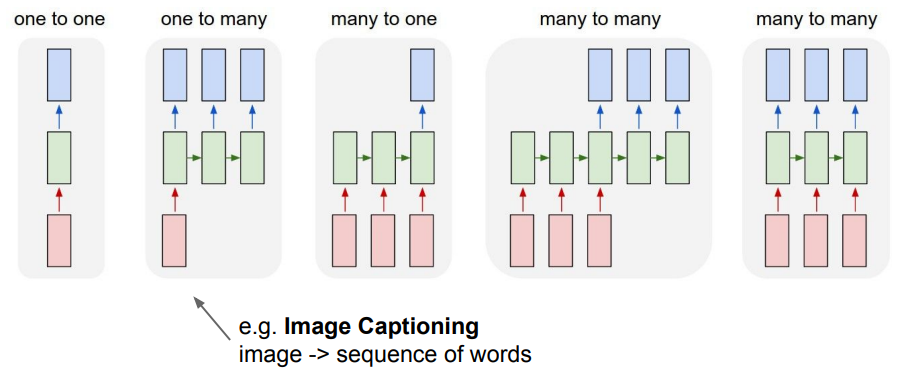 one to one
one to many
many to one
many to many
many to many
e.g. Image Captioning
image -> sequence of words